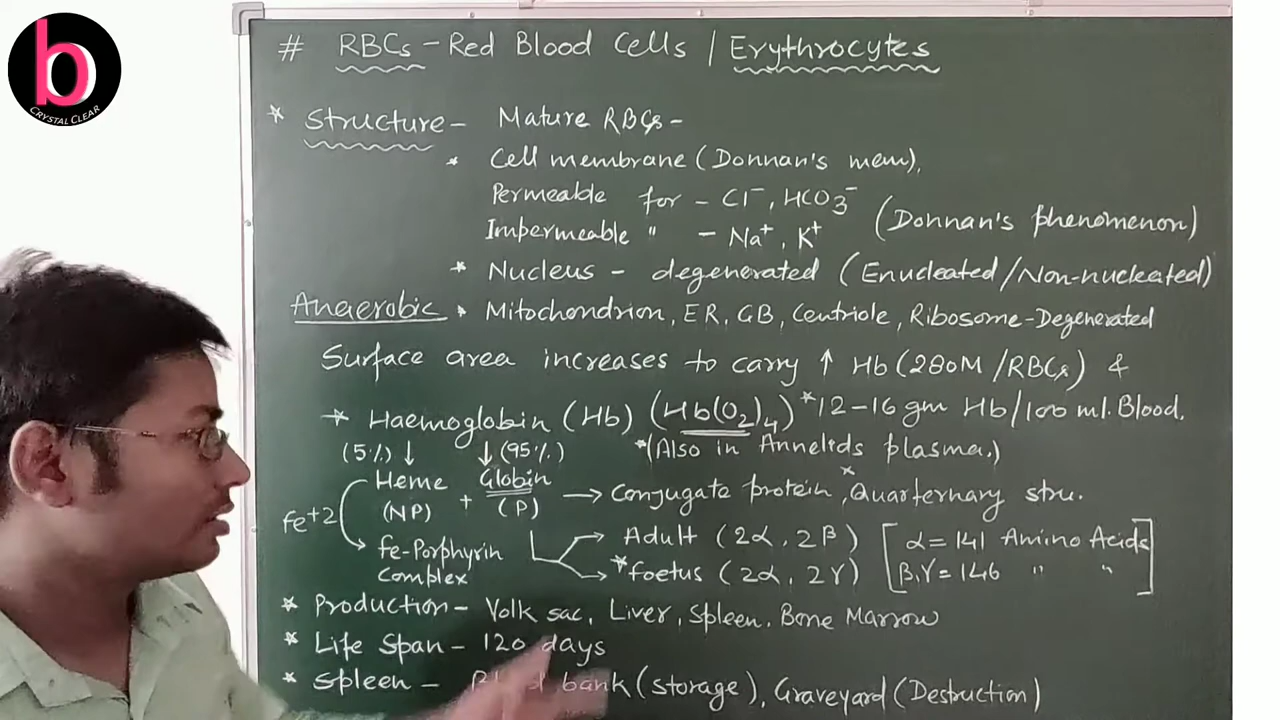 b
CRYSTAL CLEAR
# RBCs - Red Blood Cells / Erythrocytes
* Structure - Mature RBCs -
* Cell membrane (Donnan's mem),
Permeable for - Cl⁻, HCO₃⁻
(Donnan's phenomenon)
Impermeable " - Na⁺, K⁺
* Nucleus - degenerated (Enucleated/Non-nucleated)
Anaerobic * Mitochondrion, ER, GB, Centriole, Ribosome-Degenerated
Surface area increases to carry ↑ Hb (280M/RBCs) &
* Haemoglobin (Hb) (Hb(O₂)₄) * 12-16 gm Hb/100 ml. Blood.
(5%) ↓ ↓ (95%) *(Also in Annelids plasma.)
Heme + Globin → Conjugate protein, * Quarternary stru.
(NP) (P)
Fe+2
Fe-Porphyrin complex
Adult (2α, 2β) [α = 141 Amino Acids
*Foetus (2α, 2γ) β,γ = 146 " "]
* Production - Yolk sac, Liver, Spleen, Bone Marrow
* Life Span - 120 days
* Spleen - bank (storage), Graveyard (Destruction)